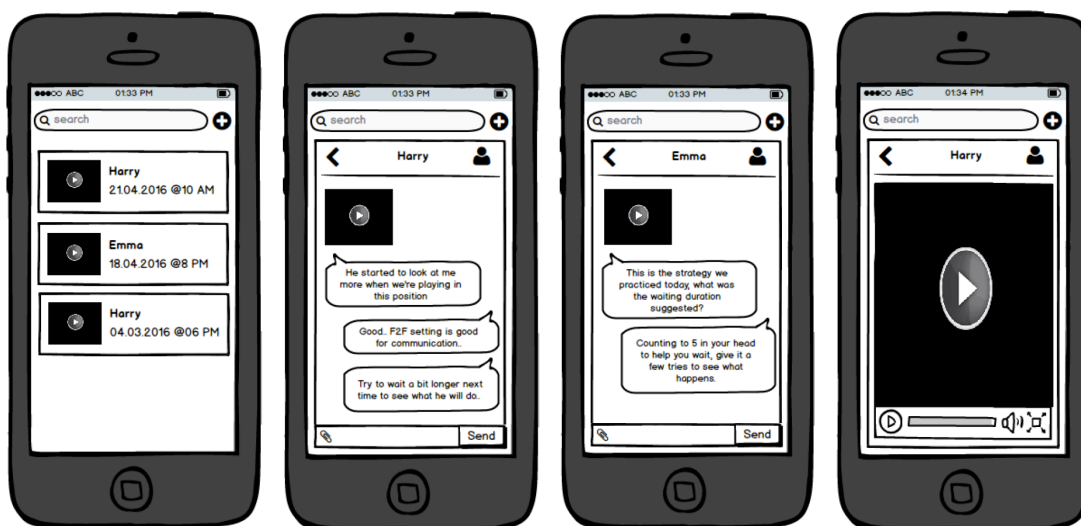 ABC 01:33 PM
search
Harry
21.04.2016 @10 AM
Emma
18.04.2016 @8 PM
Harry
04.03.2016 @06 PM
ABC 01:33 PM
search
Harry
He started to look at me
more when we're playing in
this position
Good.. F2F setting is good
for communication..
Try to wait a bit longer next
time to see what he will do..
Send
ABC 01:33 PM
search
Emma
This is the strategy we
practiced today, what was
the waiting duration
suggested?
Counting to 5 in your head
to help you wait, give it a
few tries to see what
happens.
Send
ABC 01:34 PM
search
Harry